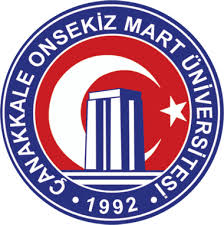 ÇANAKKALE ONSEKİZ MART ÜNİVERSİTESİ
• 1992 •